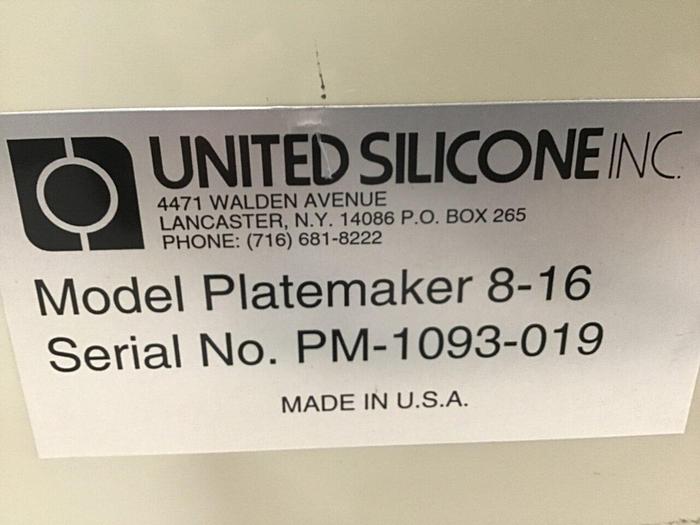 UNITED SILICONE INC.
4471 WALDEN AVENUE
LANCASTER, N.Y. 14086 P.O. BOX 265
PHONE: (716) 681-8222
Model Platemaker 8-16
Serial No. PM-1093-019
MADE IN U.S.A.